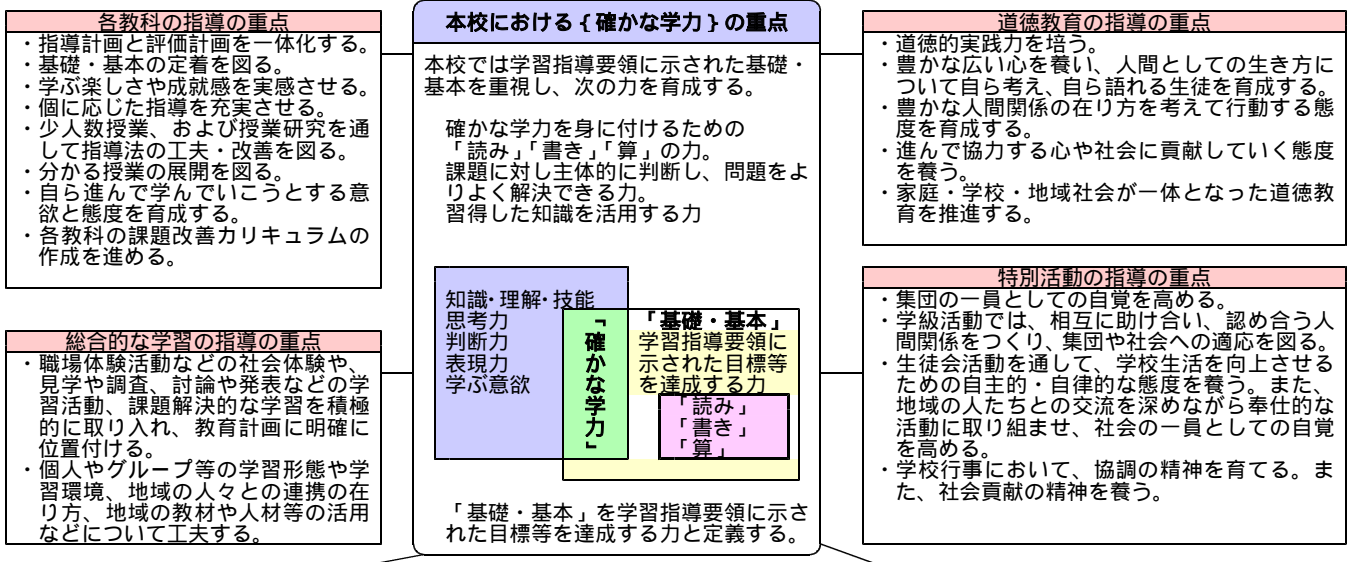 各教科の指導の重点
・指導計画と評価計画を一体化する。
・基礎・基本の定着を図る。
・学ぶ楽しさや成就感を実感させる。
・個に応じた指導を充実させる。
・少人数授業、および授業研究を通
して指導法の工夫・改善を図る。
・分かる授業の展開を図る。
・自ら進んで学んでいこうとする意
欲と態度を育成する。
・各教科の課題改善カリキュラムの
作成を進める。
総合的な学習の指導の重点
・職場体験活動などの社会体験や、
見学や調査、討論や発表などの学
習活動、課題解決的な学習を積極
的に取り入れ、教育計画に明確に
位置付ける。
・個人やグループ等の学習形態や学
習環境、地域の人々との連携の在
り方、地域の教材や人材等の活用
などについて工夫する。
本校における{確かな学力}の重点
本校では学習指導要領に示された基礎・
基本を重視し、次の力を育成する。
確かな学力を身に付けるための
「読み」「書き」「算」の力。
課題に対し主体的に判断し、問題をよ
りよく解決できる力。
習得した知識を活用する力
知識・理解・技能
思考力
判断力
表現力
学ぶ意欲
「確かな学力」
「基礎・基本」
学習指導要領に
示された目標等
を達成する力
「読み」
「書き」
「算」
「基礎・基本」を学習指導要領に示さ
れた目標等を達成する力と定義する。
道徳教育の指導の重点
・道徳的実践力を培う。
・豊かな広い心を養い、人間としての生き方に
ついて自ら考え、自ら語れる生徒を育成する。
・豊かな人間関係の在り方を考えて行動する態
度を育成する。
・進んで協力する心や社会に貢献していく態度
を養う。
・家庭・学校・地域社会が一体となった道徳教
育を推進する。
特別活動の指導の重点
・集団の一員としての自覚を高める。
・学級活動では、相互に助け合い、認め合う人
間関係をつくり、集団や社会への適応を図る。
・生徒会活動を通して、学校生活を向上させる
ための自主的・自律的な態度を養う。また、
地域の人たちとの交流を深めながら奉仕的な
活動に取り組ませ、社会の一員としての自覚
を高める。
・学校行事において、協調の精神を育てる。ま
た、社会貢献の精神を養う。